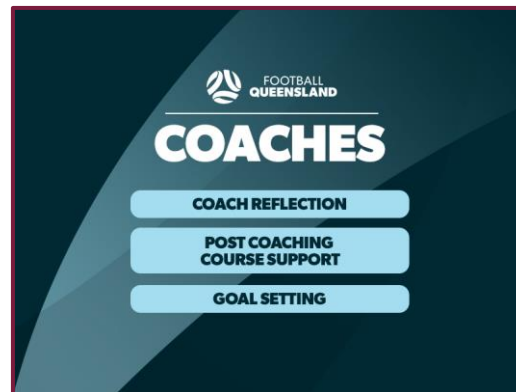 FOOTBALL
QUEENSLAND
COACHES
COACH REFLECTION
POST COACHING
COURSE SUPPORT
GOAL SETTING